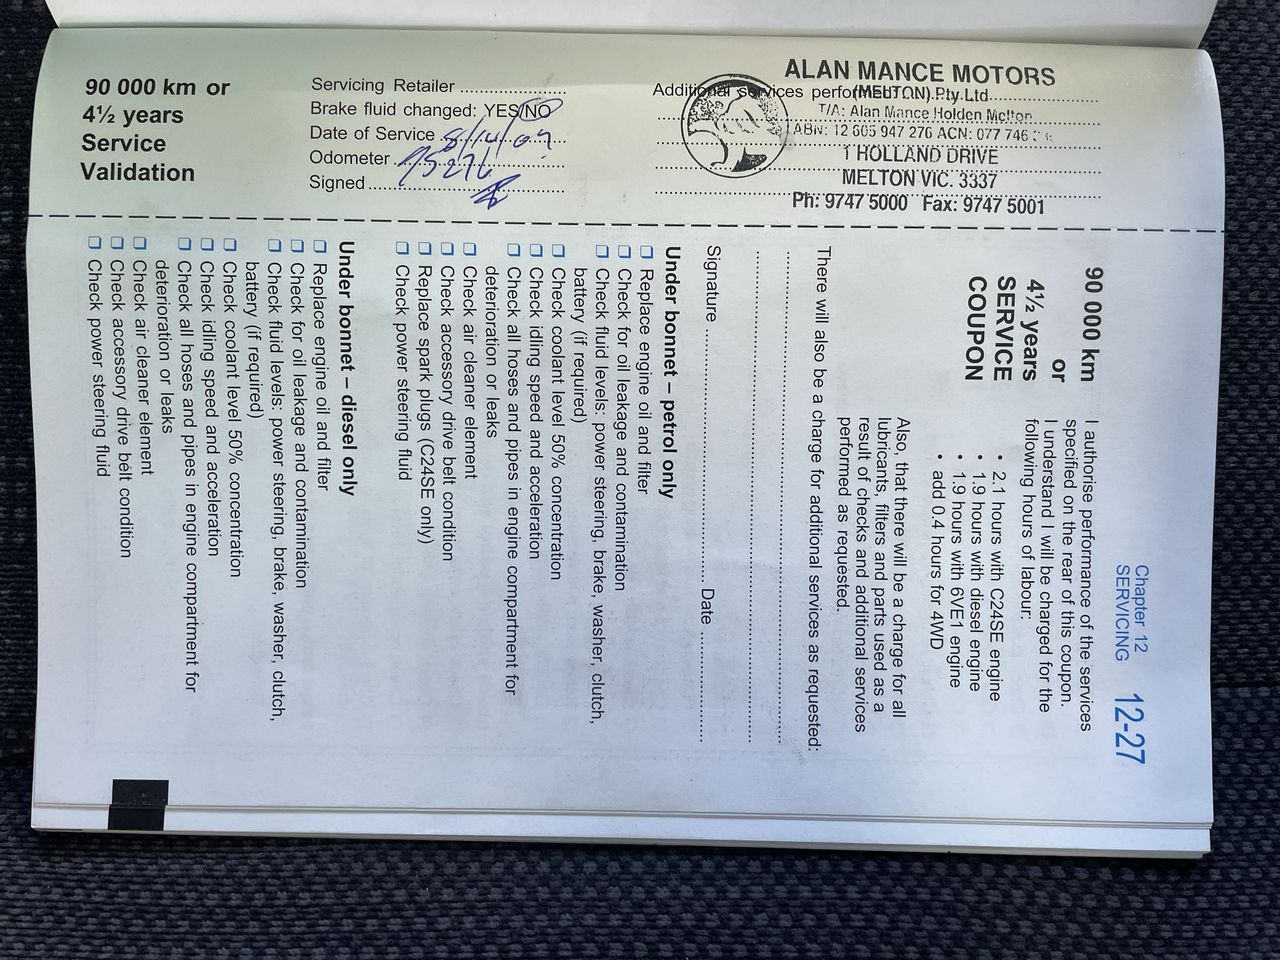 90 000 km or
4½ years
Service
Validation
Servicing Retailer
Brake fluid changed: YES/NO
Date of Service
Odometer
Signed
Additional services performed:
ALAN MANCE MOTORS
(MELTON) Pty. Ltd.
T/A: Alan Mance Holden Melton
ABN: 12 605 947 276 ACN: 077 746
1 HOLLAND DRIVE
MELTON VIC. 3337
Ph: 9747 5000 Fax: 9747 5001
Chapter 12
SERVICING
12-27
90 000 km
or
4½ years
SERVICE
COUPON
I authorise performance of the services
specified on the rear of this coupon.
I understand I will be charged for the
following hours of labour:
• 2.1 hours with C24SE engine
• 1.9 hours with diesel engine
• 1.9 hours with 6VE1 engine
• add 0.4 hours for 4WD
Also, that there will be a charge for all
lubricants, filters and parts used as a
result of checks and additional services
performed as requested.
There will also be a charge for additional services as requested:
Signature Date
Under bonnet – petrol only
❑ Replace engine oil and filter
❑ Check for oil leakage and contamination
❑ Check fluid levels; power steering, brake, washer, clutch,
battery (if required)
❑ Check coolant level 50% concentration
❑ Check idling speed and acceleration
❑ Check all hoses and pipes in engine compartment for
deterioration or leaks
❑ Check air cleaner element
❑ Check accessory drive belt condition
❑ Replace spark plugs (C24SE only)
❑ Check power steering fluid
Under bonnet – diesel only
❑ Replace engine oil and filter
❑ Check for oil leakage and contamination
❑ Check fluid levels: power steering, brake, washer, clutch,
battery (if required)
❑ Check coolant level 50% concentration
❑ Check idling speed and acceleration
❑ Check all hoses and pipes in engine compartment for
deterioration or leaks
❑ Check air cleaner element
❑ Check accessory drive belt condition
❑ Check power steering fluid